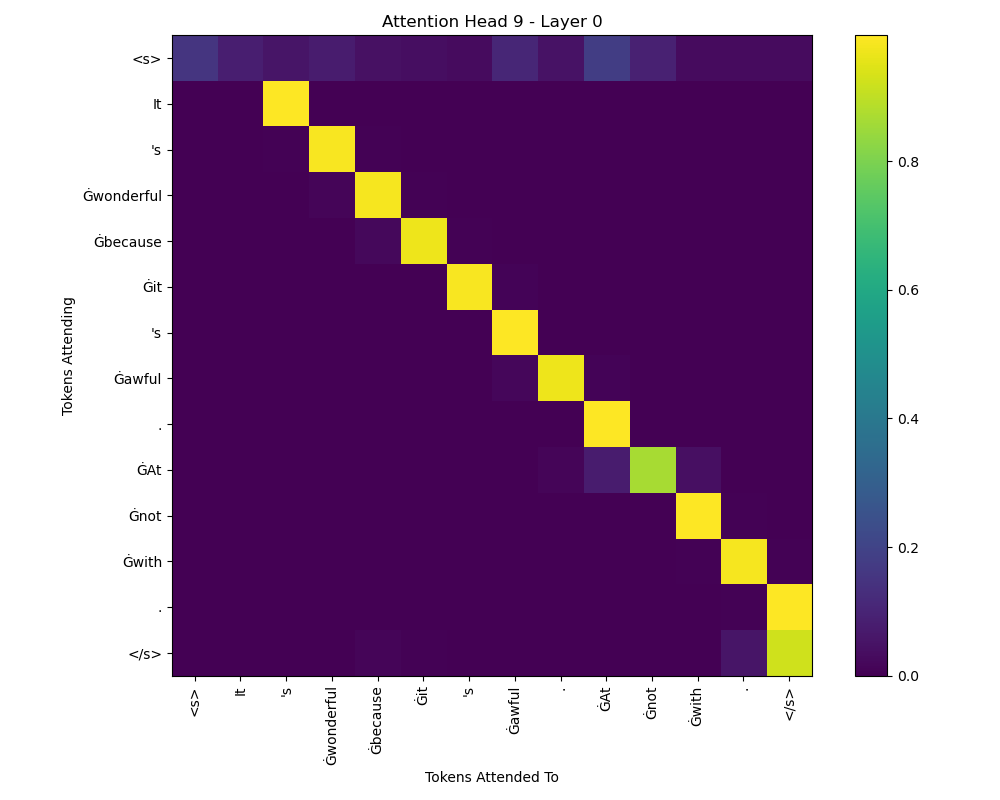 Attention Head 9 - Layer 0
Tokens Attending
<s>
It
's
Ġwonderful
Ġbecause
Ġit
's
Ġawful
.
ĠAt
Ġnot
Ġwith
.
</s>
<s>
It
's
Ġwonderful
Ġbecause
Ġit
's
Ġawful
.
ĠAt
Ġnot
Ġwith
.
</s>
Tokens Attended To
0.8
0.6
0.4
0.2
0.0